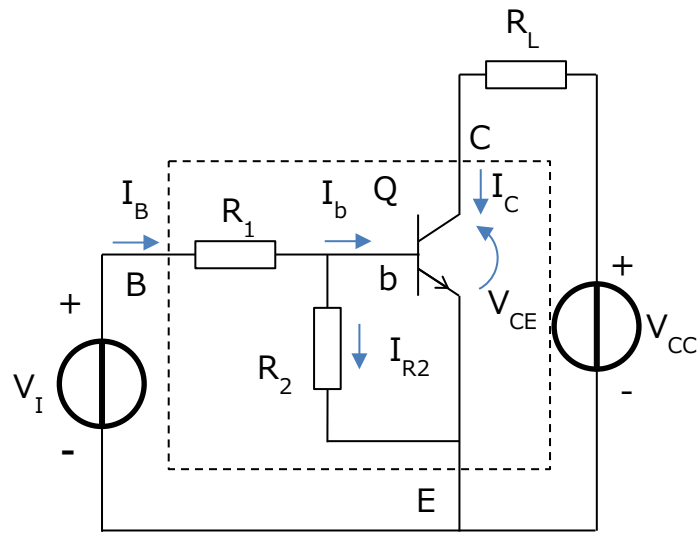 R_L
C
I_B
R_1
I_b
Q
I_C
B
b
+
+
V_CE
V_CC
V_I
R_2
I_R2
-
-
E